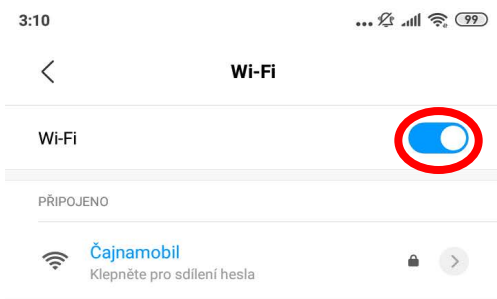 3:10
... 99
Wi-Fi
Wi-Fi
PŘIPOJENO
Čajnamobil
Klepněte pro sdílení hesla